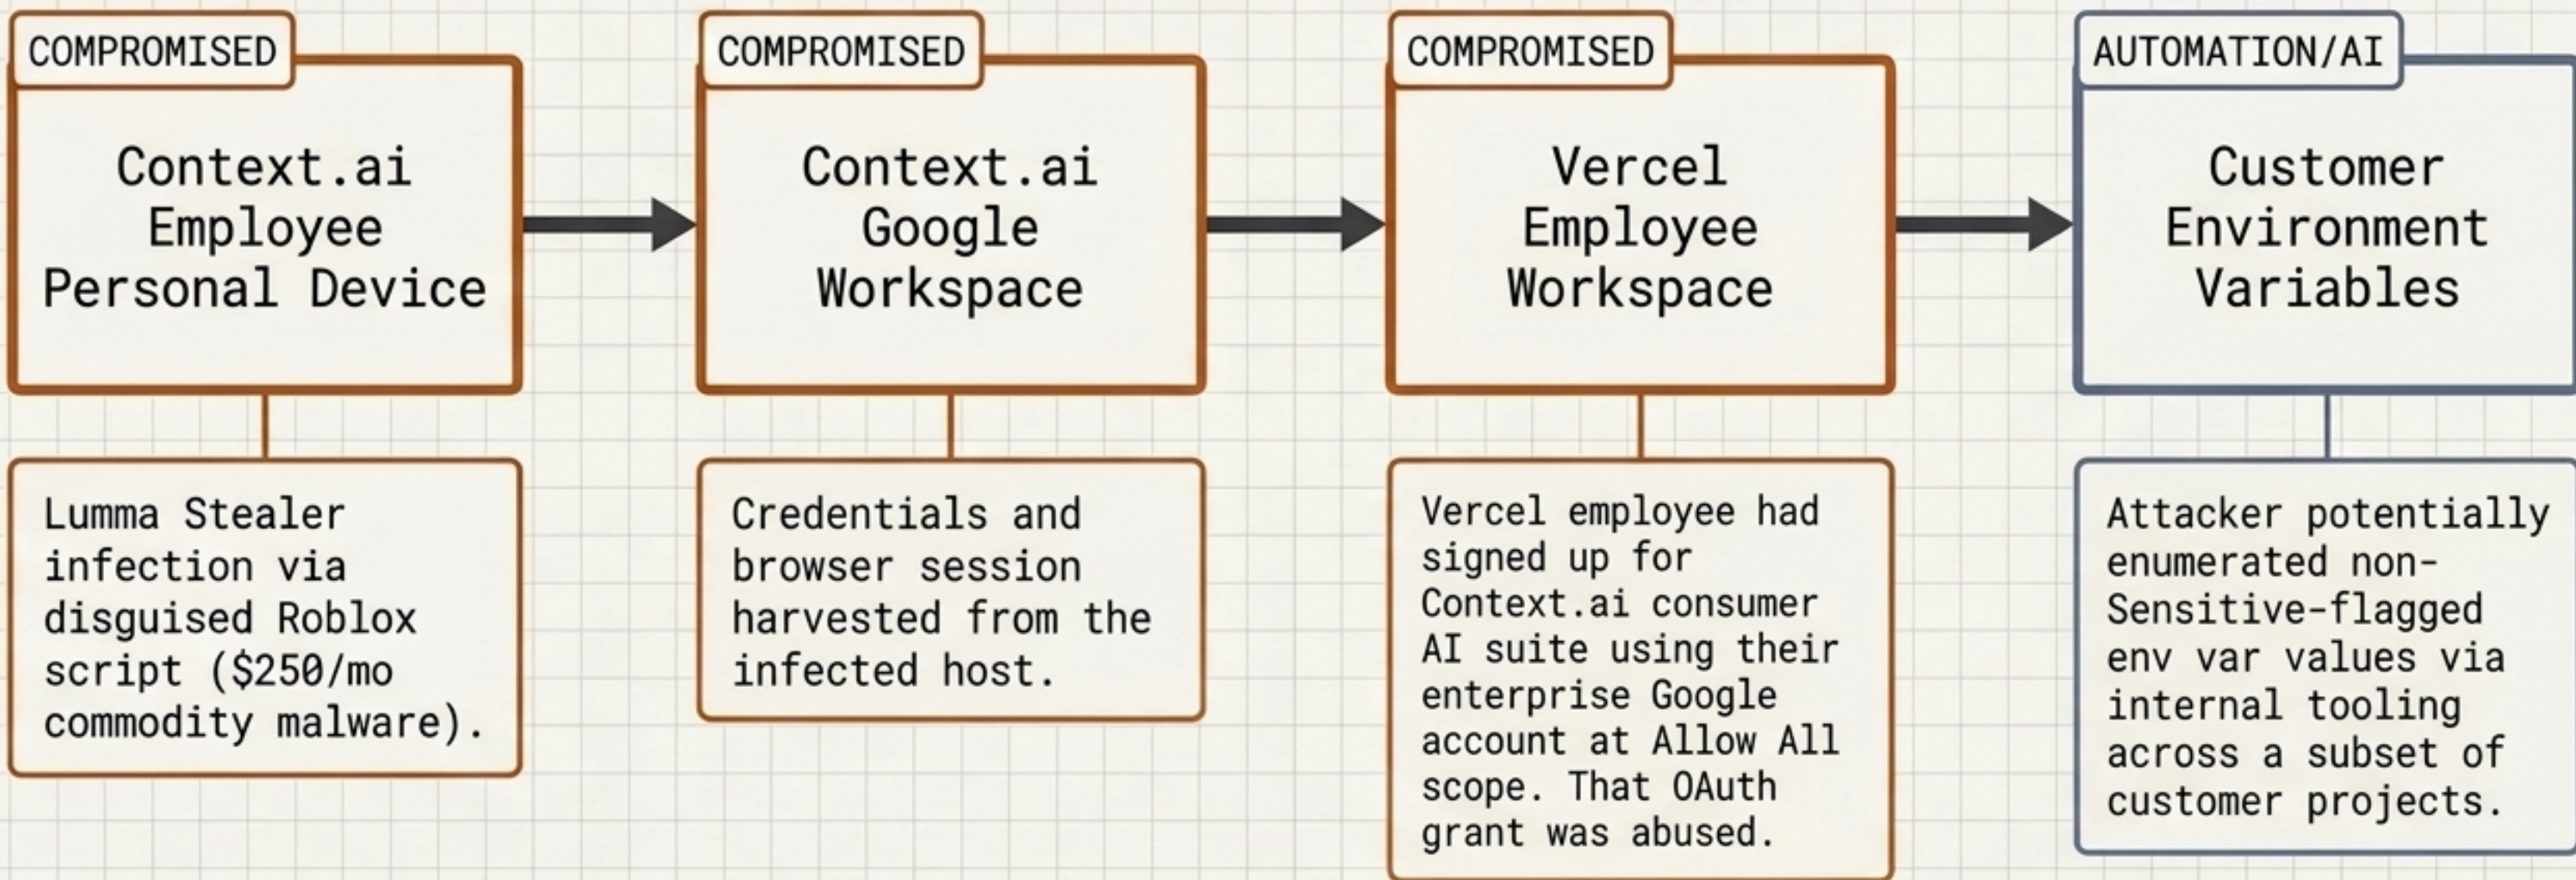 COMPROMISED
Context.ai
Employee
Personal Device
Lumma Stealer
infection via
disguised Roblox
script ($250/mo
commodity malware).
COMPROMISED
Context.ai
Google
Workspace
Credentials and
browser session
harvested from the
infected host.
COMPROMISED
Vercel
Employee
Workspace
Vercel employee had
signed up for
Context.ai consumer
AI suite using their
enterprise Google
account at Allow All
scope. That OAuth
grant was abused.
AUTOMATION/AI
Customer
Environment
Variables
Attacker potentially
enumerated non-
Sensitive-flagged
env var values via
internal tooling
across a subset of
customer projects.